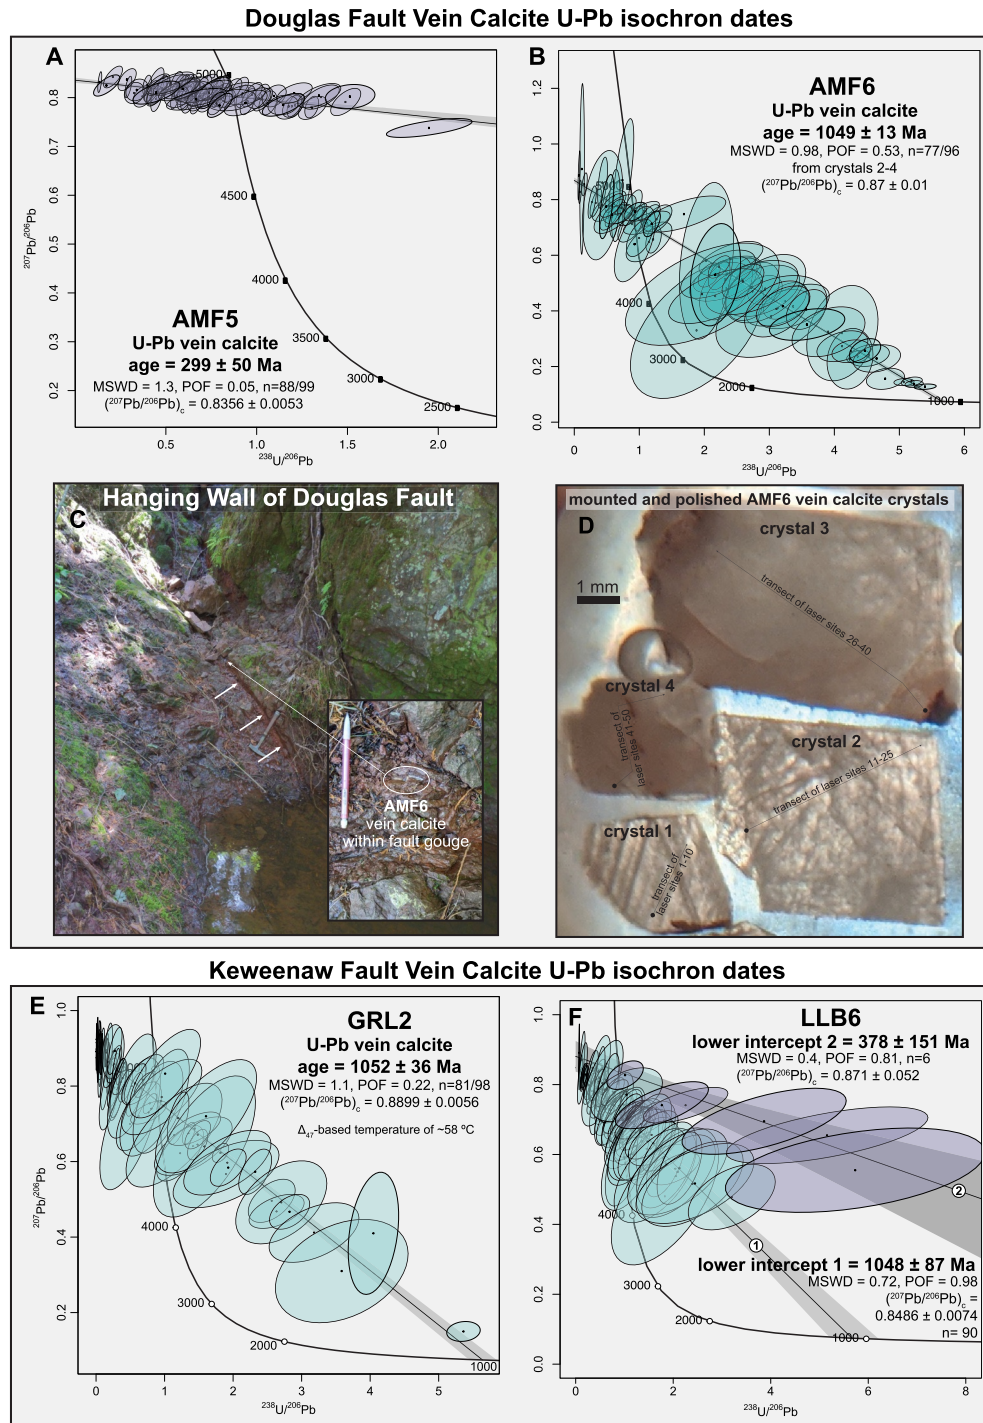 Douglas Fault Vein Calcite U-Pb isochron dates
A
5000
0.8
0.7
0.6
0.5
0.4
0.3
0.2
4500
4000
3500
3000
2500
AMF5
U-Pb vein calcite
age = 299 ± 50 Ma
MSWD = 1.3, POF = 0.05, n=88/99
(²⁰⁷Pb/²⁰⁶Pb)c = 0.8356 ± 0.0053
²⁰⁷Pb/²⁰⁶Pb
0.5 1.0 1.5 2.0
²³⁸U/²⁰⁶Pb
B
AMF6
U-Pb vein calcite
age = 1049 ± 13 Ma
MSWD = 0.98, POF = 0.53, n=77/96
from crystals 2-4
(²⁰⁷Pb/²⁰⁶Pb)c = 0.87 ± 0.01
1.2
1.0
0.8
0.6
0.4
0.2
0.0
4000
3000
2000
1000
0 1 2 3 4 5 6
²³⁸U/²⁰⁶Pb
Hanging Wall of Douglas Fault
C
AMF6
vein calcite
within fault gouge
mounted and polished AMF6 vein calcite crystals
D
crystal 3
1 mm
transect of laser sites 26-40
crystal 4
transect of
laser sites 41-50
crystal 2
transect of laser sites 11-25
crystal 1
transect of
laser sites 1-10
Keweenaw Fault Vein Calcite U-Pb isochron dates
E
GRL2
U-Pb vein calcite
age = 1052 ± 36 Ma
MSWD = 1.1, POF = 0.22, n=81/98
(²⁰⁷Pb/²⁰⁶Pb)c = 0.8899 ± 0.0056
Δ₄₇-based temperature of ~58 ºC
1.0
0.8
0.6
0.4
0.2
²⁰⁷Pb/²⁰⁶Pb
4000
3000
2000
1000
0 1 2 3 4 5
²³⁸U/²⁰⁶Pb
F
LLB6
lower intercept 2 = 378 ± 151 Ma
MSWD = 0.4, POF = 0.81, n=6
(²⁰⁷Pb/²⁰⁶Pb)c = 0.871 ± 0.052
1.0
0.8
0.6
0.4
0.2
0.0
4000
3000
2000
1000
2
1
lower intercept 1 = 1048 ± 87 Ma
MSWD = 0.72, POF = 0.98
(²⁰⁷Pb/²⁰⁶Pb)c =
0.8486 ± 0.0074
n= 90
0 2 4 6 8
²³⁸U/²⁰⁶Pb